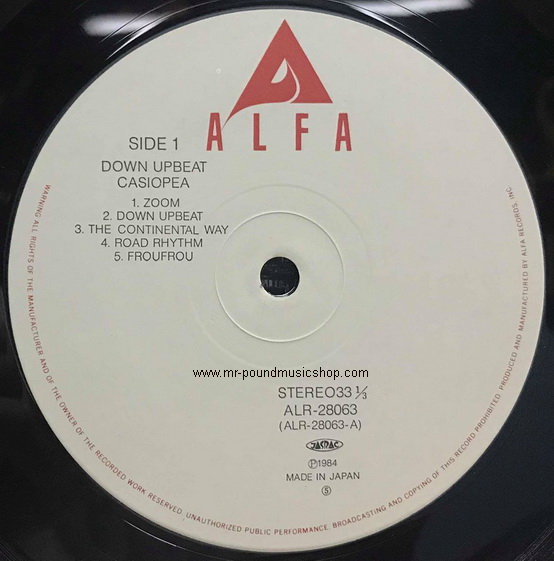 ALFA
SIDE 1
DOWN UPBEAT
CASIOPEA
1. ZOOM
2. DOWN UPBEAT
3. THE CONTINENTAL WAY
4. ROAD RHYTHM
5. FROUFROU
www.mr-poundmusicshop.com
STEREO33 ⅓
ALR-28063
(ALR-28063-A)
JASRAC
Ⓟ1984
MADE IN JAPAN
⑤
WARNING: ALL RIGHTS OF THE MANUFACTURER AND OF THE OWNER OF THE RECORDED WORK RESERVED. UNAUTHORIZED PUBLIC PERFORMANCE, BROADCASTING AND COPYING OF THIS RECORD PROHIBITED. PRODUCED AND MANUFACTURED BY ALFA RECORDS, INC.